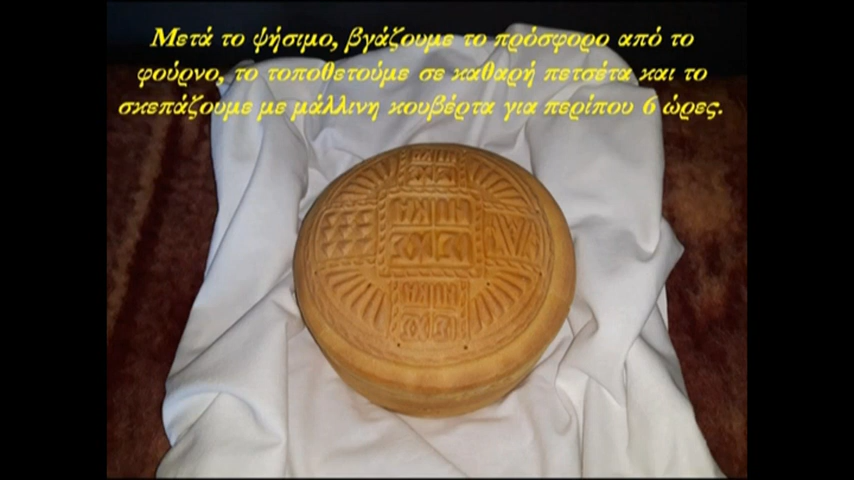 Μετά το ψήσιμο, βγάζουμε το πρόσφορο από το
φούρνο, το τοποθετούμε σε καθαρή πετσέτα και το
σκεπάζουμε με μάλλινη κουβέρτα για περίπου 6 ώρες.